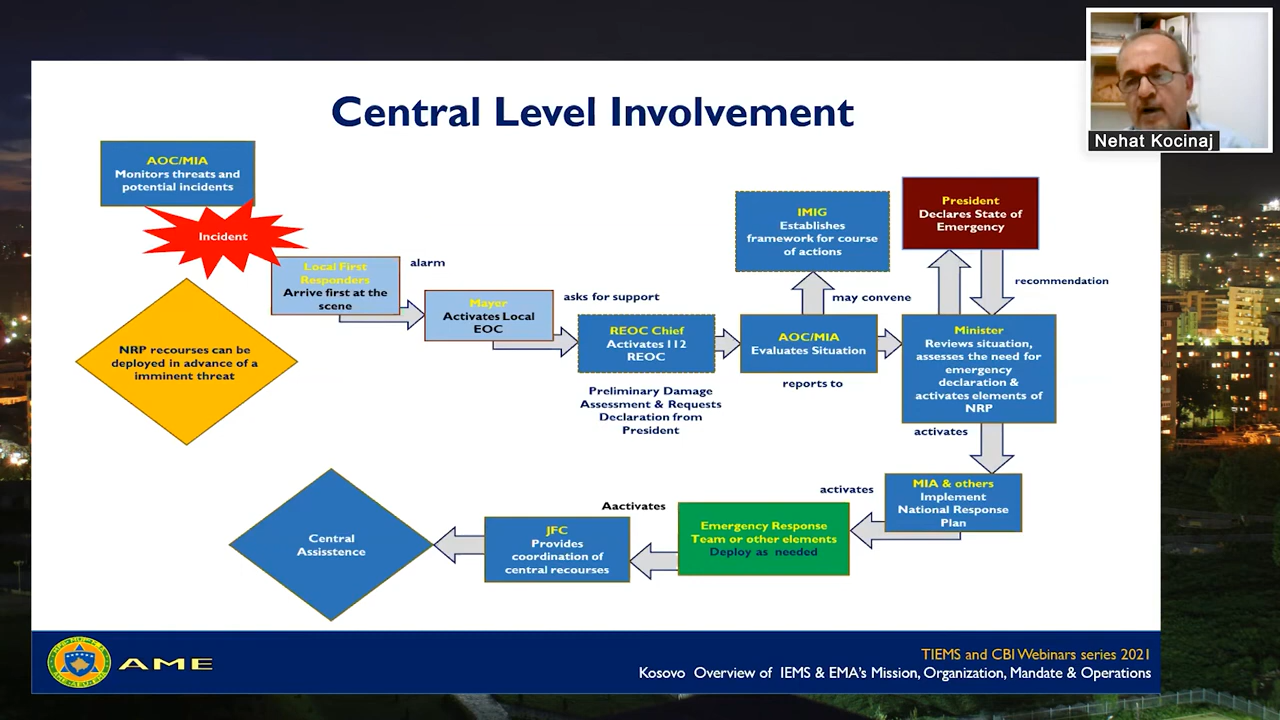 Central Level Involvement
AOC/MIA
Monitors threats and
potential incidents
Incident
Local First
Responders
Arrive first at the
scene
alarm
Mayer
Activates Local
EOC
asks for support
REOC Chief
Activates 112
REOC
Preliminary Damage
Assessment & Requests
Declaration from
President
AOC/MIA
Evaluates Situation
reports to
IMIG
Establishes
framework for course
of actions
may convene
President
Declares State of
Emergency
recommendation
Minister
Reviews situation,
assesses the need for
emergency
declaration &
activates elements of
NRP
activates
MIA & others
Implement
National Response
Plan
activates
Emergency Response
Team or other elements
Deploy as needed
Aactivates
JFC
Provides
coordination of
central recourses
Central
Assisstence
NRP recourses can be
deployed in advance of a
imminent threat
Nehat Kocinaj
AME
TIEMS and CBI Webinars series 2021
Kosovo Overview of IEMS & EMA's Mission, Organization, Mandate & Operations